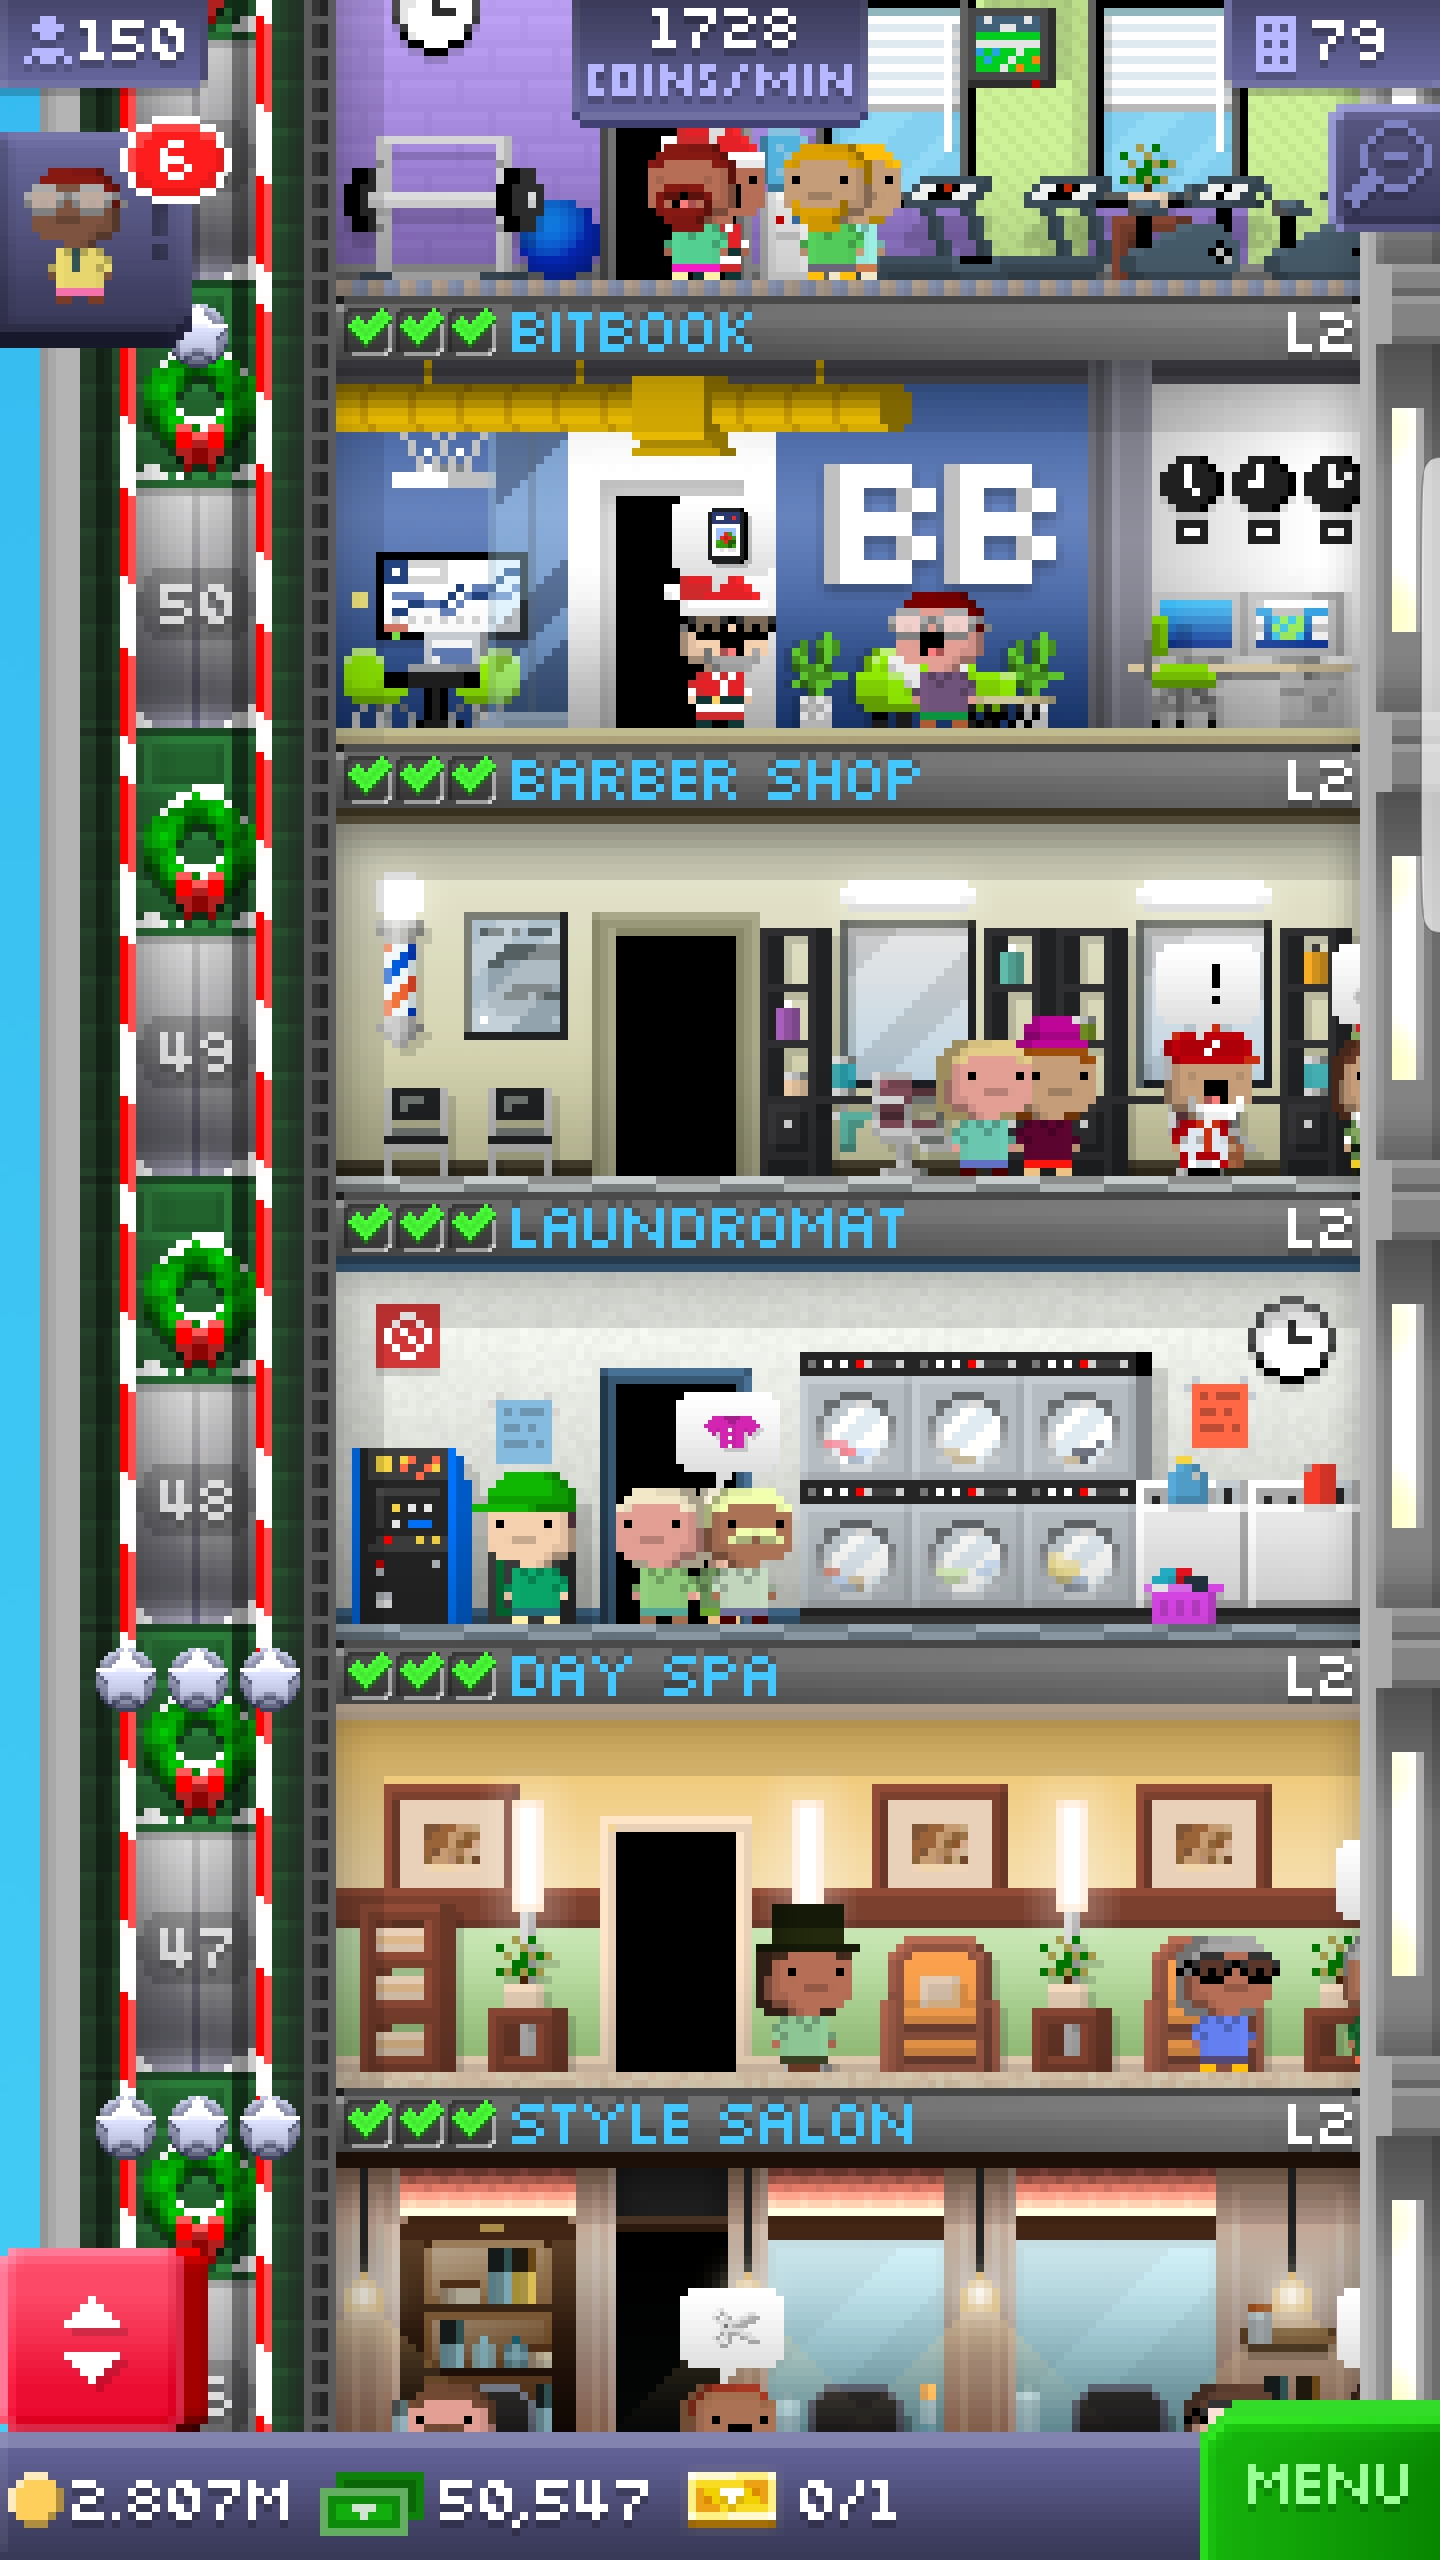 150
1728
COINS/MIN
79
6
BITBOOK L2
BB
50
BARBER SHOP L2
!
49
LAUNDROMAT L2
48
DAY SPA L2
47
STYLE SALON L2
2.807M 50,547 0/1
MENU